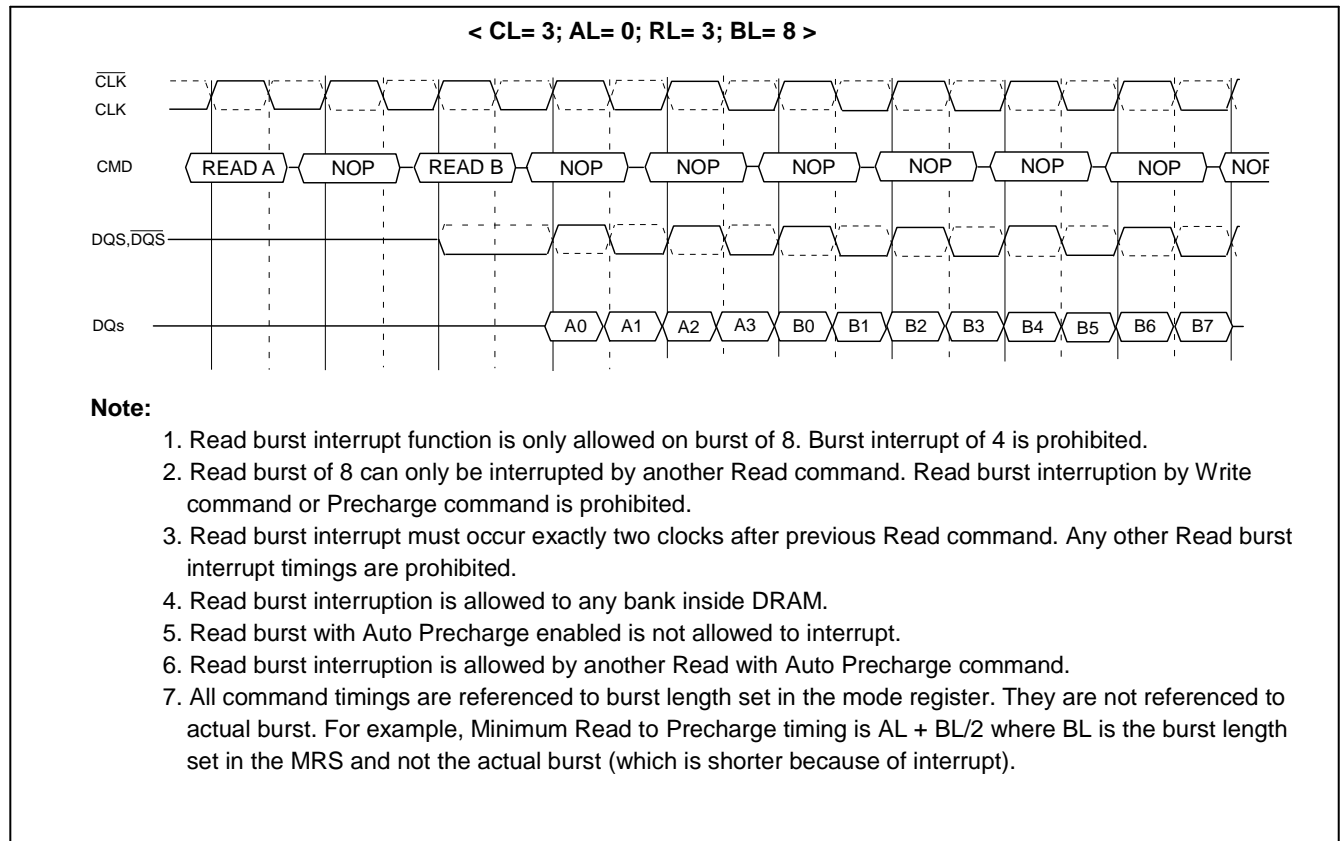 < CL= 3; AL= 0; RL= 3; BL= 8 >
CLK
CLK
CMD READ A NOP READ B NOP NOP NOP NOP NOP NOP NOP
DQS,DQS
DQs A0 A1 A2 A3 B0 B1 B2 B3 B4 B5 B6 B7
Note:
1. Read burst interrupt function is only allowed on burst of 8. Burst interrupt of 4 is prohibited.
2. Read burst of 8 can only be interrupted by another Read command. Read burst interruption by Write
command or Precharge command is prohibited.
3. Read burst interrupt must occur exactly two clocks after previous Read command. Any other Read burst
interrupt timings are prohibited.
4. Read burst interruption is allowed to any bank inside DRAM.
5. Read burst with Auto Precharge enabled is not allowed to interrupt.
6. Read burst interruption is allowed by another Read with Auto Precharge command.
7. All command timings are referenced to burst length set in the mode register. They are not referenced to
actual burst. For example, Minimum Read to Precharge timing is AL + BL/2 where BL is the burst length
set in the MRS and not the actual burst (which is shorter because of interrupt).